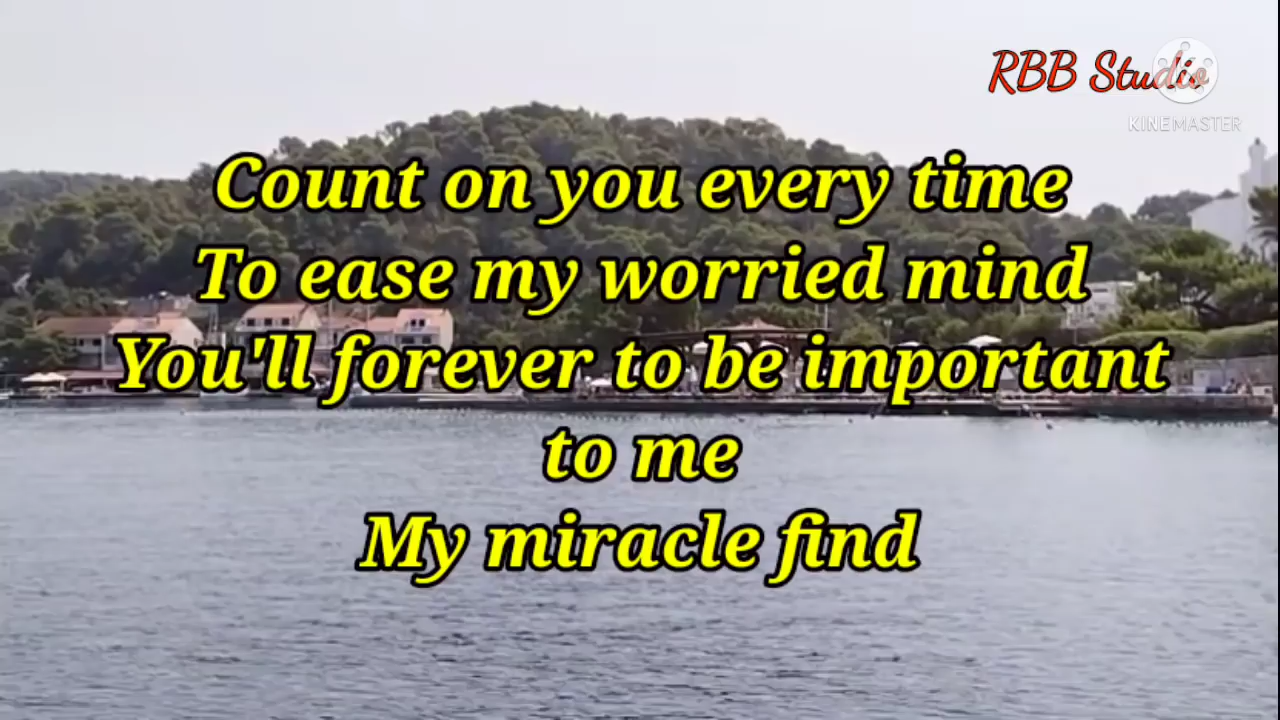 RBB Studio
KINEMASTER
Count on you every time
To ease my worried mind
You'll forever to be important
to me
My miracle find